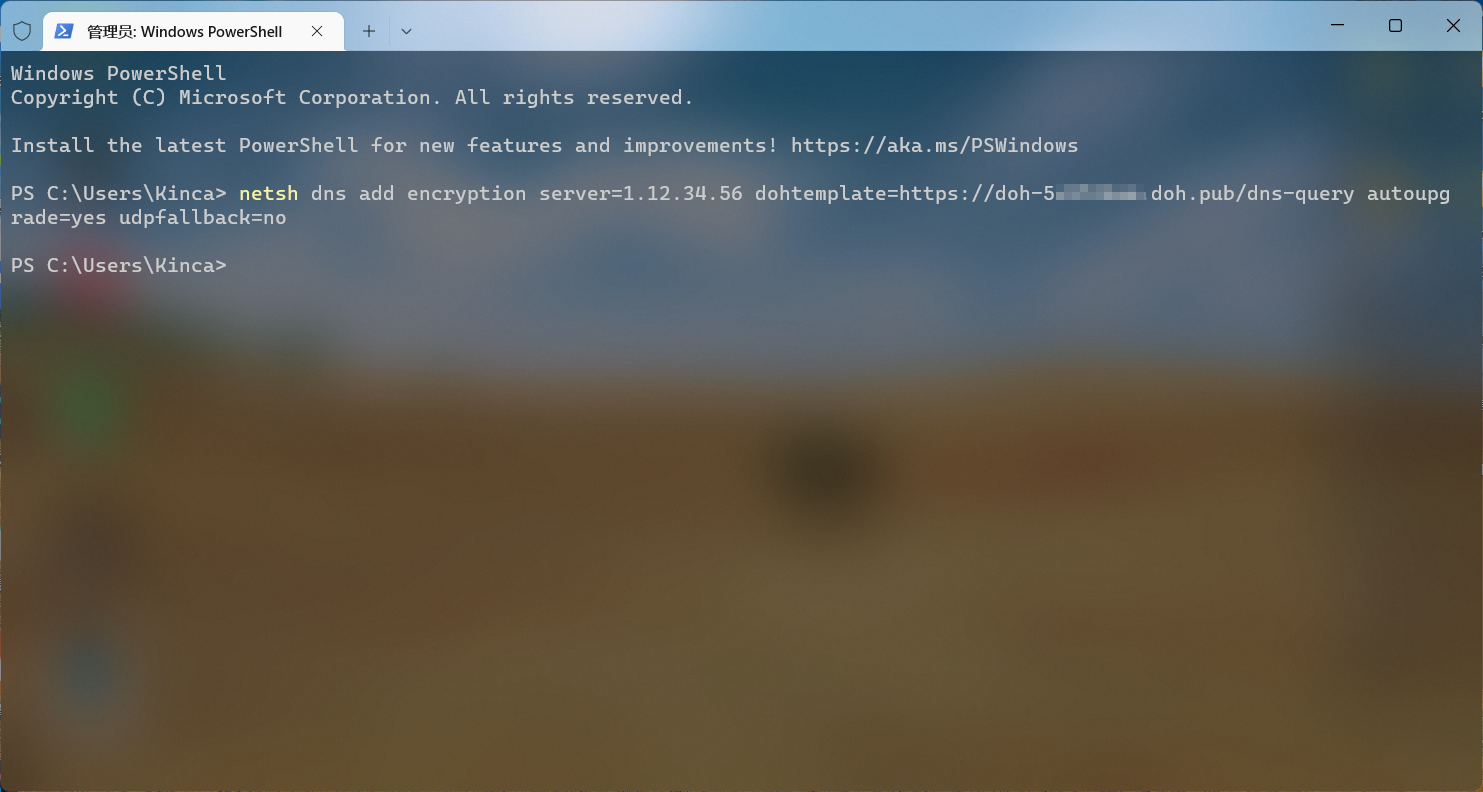 管理员: Windows PowerShell
Windows PowerShell
Copyright (C) Microsoft Corporation. All rights reserved.
Install the latest PowerShell for new features and improvements! https://aka.ms/PSWindows
PS C:\Users\Kinca> netsh dns add encryption server=1.12.34.56 dohtemplate=https://doh-5 doh.pub/dns-query autoupg
rade=yes udpfallback=no
PS C:\Users\Kinca>